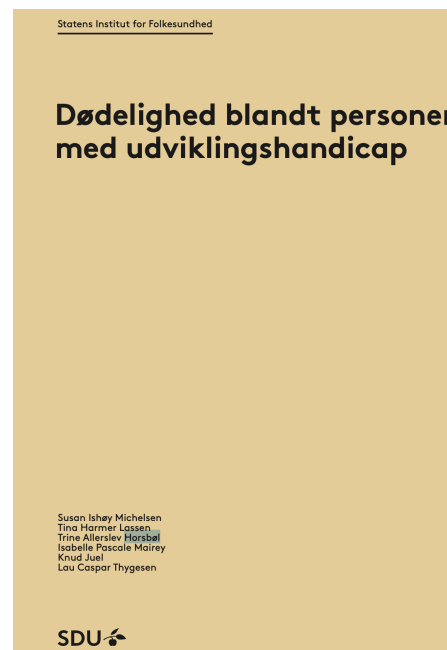 Statens Institut for Folkesundhed
Dødelighed blandt personer
med udviklingshandicap
Susan Ishøy Michelsen
Tina Harmer Lassen
Trine Allerslev Horsbøl
Isabelle Pascale Mairey
Knud Juel
Lau Caspar Thygesen
SDU